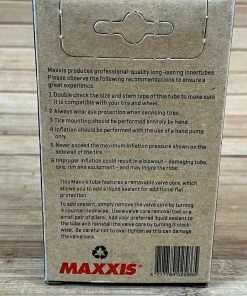 Maxxis produces professional-quality long-lasting innertubes.
Please observe the following recommendations to ensure a
great experience.
1 Double check the size and stem type of this tube to make sure
it is compatible with your tire and wheel.
2 Always wear eye protection when servicing tires.
3 Tire mounting should be performed entirely by hand.
4 Inflation should be performed with the use of a hand pump
only.
5 Never exceed the maximum inflation pressure shown on the
sidewall of the tire.
6 Improper inflation could result in a blowout - damaging tube,
tire, rim and equipment - and may injure the rider.
This Maxxis tube features a removable valve core, which
allows you to add a liquid sealant for additional flat
protection.
To add sealant, simply remove the valve core by turning
it counterclockwise. Use a valve core removal tool or a
small pair of pliers. Add your preferred liquid sealant to
the tube and reinstall the valve core by turning it clock-
wise. Be careful not to over tighten as this can damage
the valve core.
MAXXIS